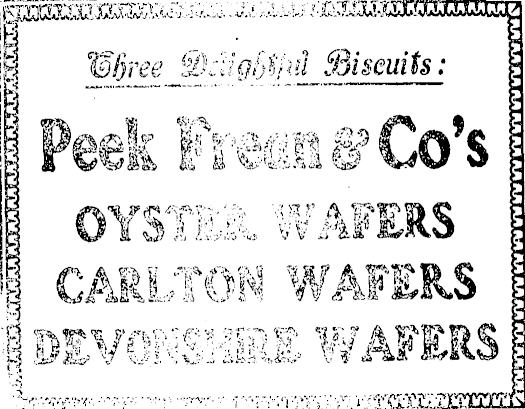 Three Delightful Biscuits:
Peek Frean & Co's
OYSTER WAFERS
CARLTON WAFERS
DEVONSHIRE WAFERS